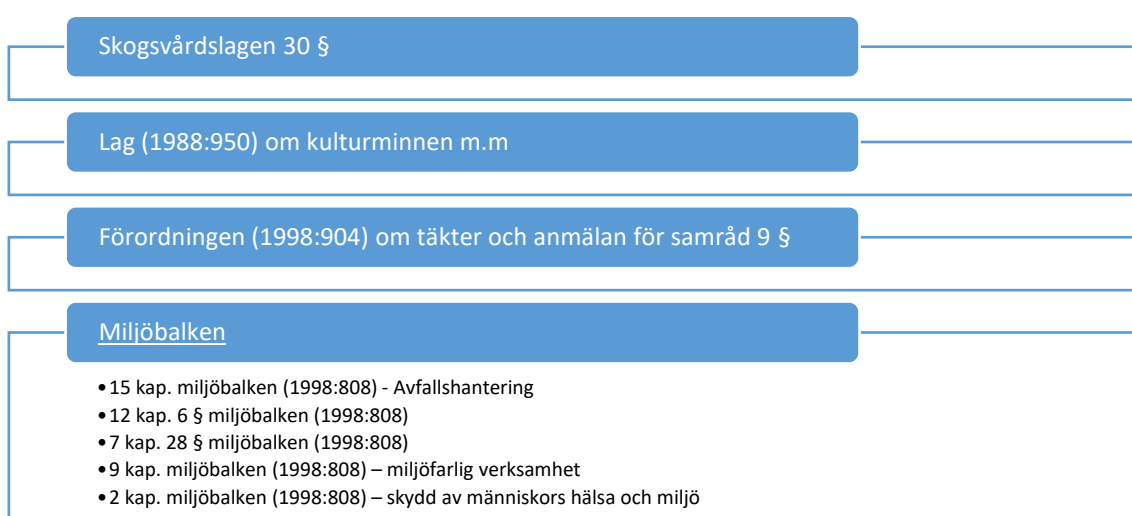 Skogsvårdslagen 30 §
Lag (1988:950) om kulturminnen m.m
Förordningen (1998:904) om täkter och anmälan för samråd 9 §
Miljöbalken
•15 kap. miljöbalken (1998:808) - Avfallshantering
•12 kap. 6 § miljöbalken (1998:808)
•7 kap. 28 § miljöbalken (1998:808)
•9 kap. miljöbalken (1998:808) – miljöfarlig verksamhet
•2 kap. miljöbalken (1998:808) – skydd av människors hälsa och miljö